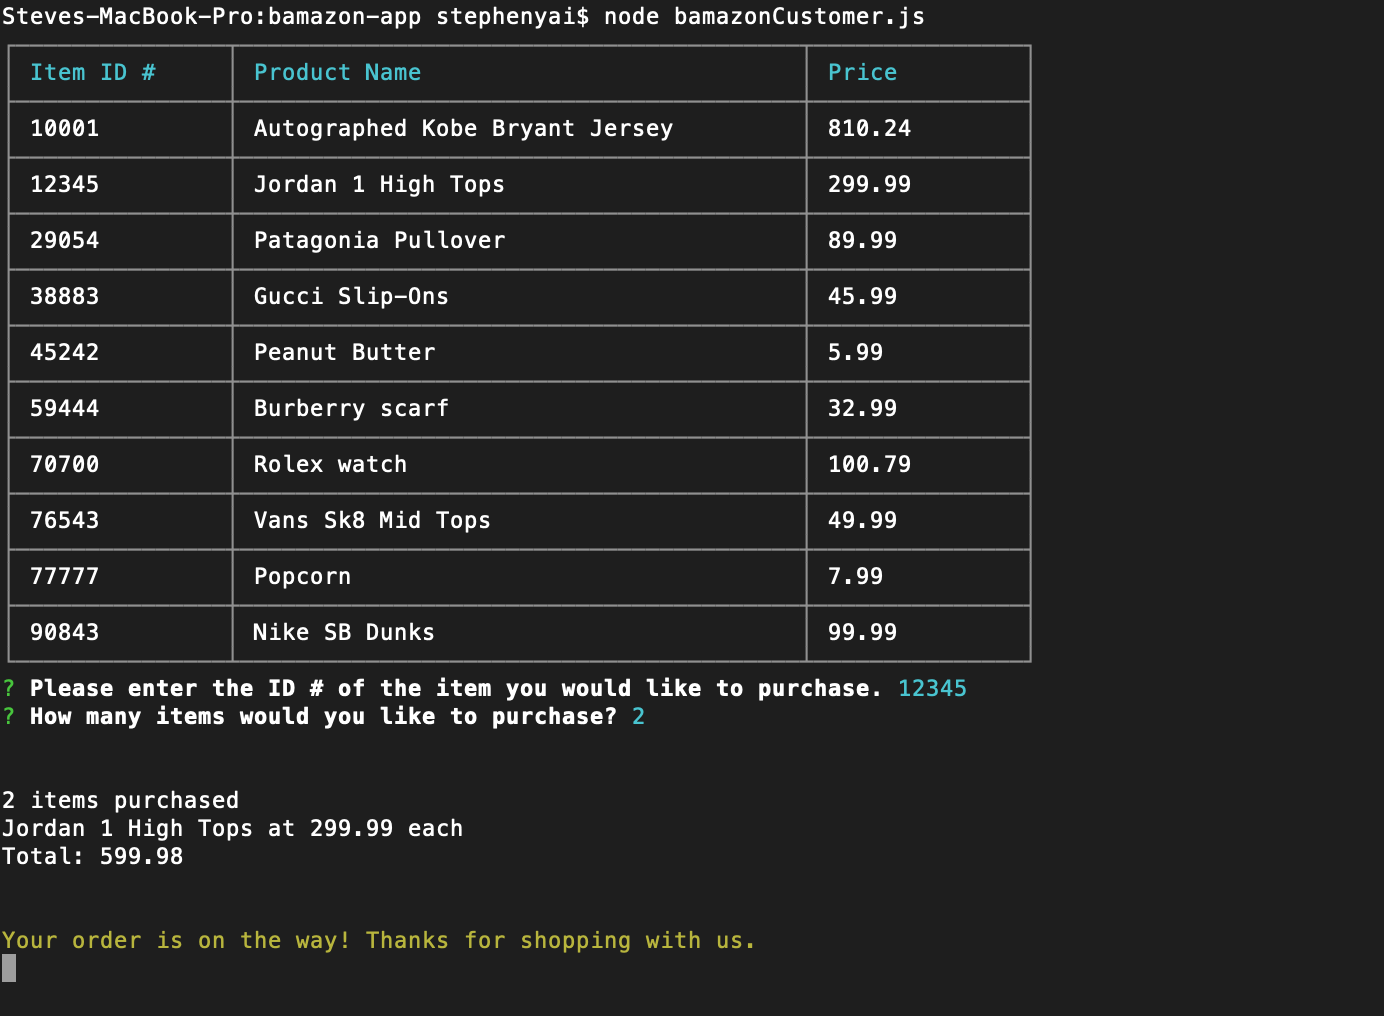 Steves-MacBook-Pro:bamazon-app stephenyai$ node bamazonCustomer.js
Item ID # Product Name Price
10001 Autographed Kobe Bryant Jersey 810.24
12345 Jordan 1 High Tops 299.99
29054 Patagonia Pullover 89.99
38883 Gucci Slip-Ons 45.99
45242 Peanut Butter 5.99
59444 Burberry scarf 32.99
70700 Rolex watch 100.79
76543 Vans Sk8 Mid Tops 49.99
77777 Popcorn 7.99
90843 Nike SB Dunks 99.99
? Please enter the ID # of the item you would like to purchase. 12345
? How many items would you like to purchase? 2
2 items purchased
Jordan 1 High Tops at 299.99 each
Total: 599.98
Your order is on the way! Thanks for shopping with us.